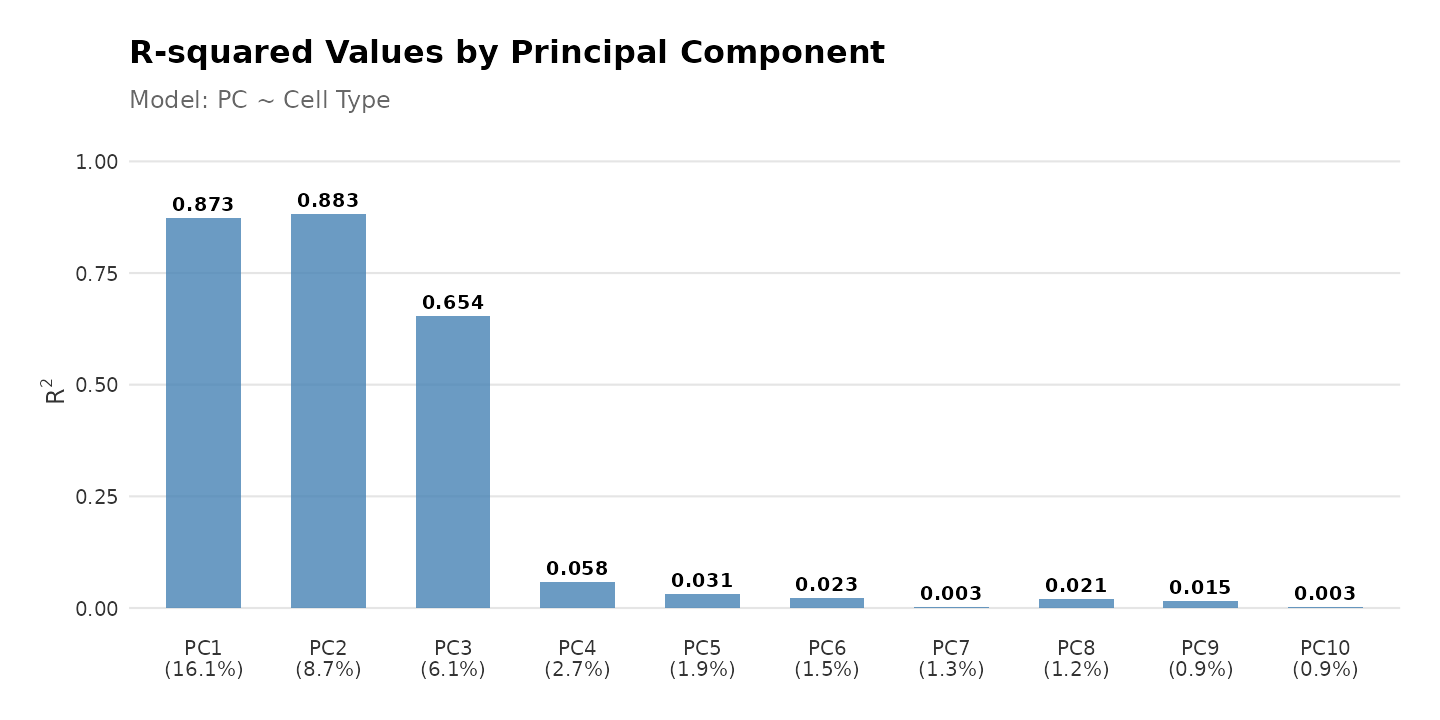 R-squared Values by Principal Component
Model: PC ~ Cell Type
R²
1.00
0.75
0.50
0.25
0.00
0.873
0.883
0.654
0.058
0.031
0.023
0.003
0.021
0.015
0.003
PC1
(16.1%)
PC2
(8.7%)
PC3
(6.1%)
PC4
(2.7%)
PC5
(1.9%)
PC6
(1.5%)
PC7
(1.3%)
PC8
(1.2%)
PC9
(0.9%)
PC10
(0.9%)